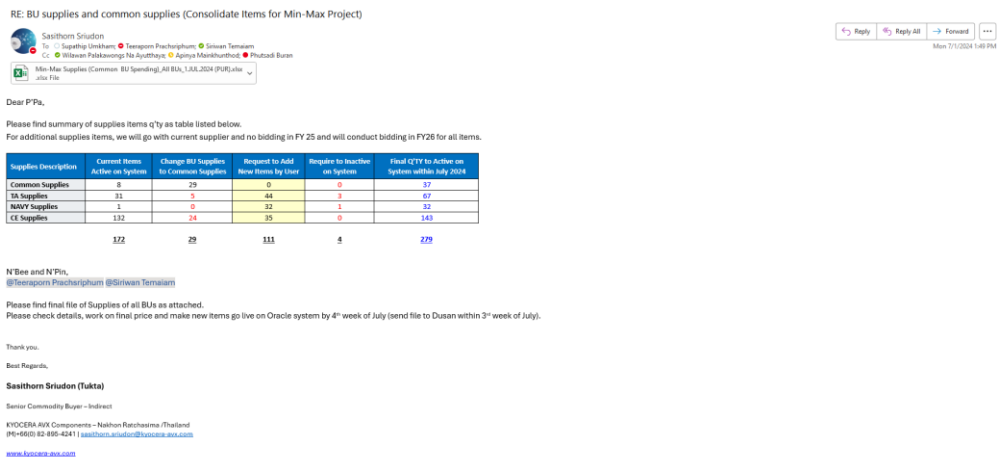 RE: BU supplies and common supplies (Consolidate Items for Min-Max Project)
Sasithorn Sriudon
To Supathip Umkham; Teeraporn Prachsriphum; Siriwan Ternaiam
Cc Wilawan Palakawongs Na Ayutthaya; Apinya Mainkhunthod; Phutsadi Buran
Reply Reply All Forward
Mon 7/1/2024 1:49 PM
Min-Max Supplies (Common BU Spending)_All BUs_1.JUL.2024 (PUR).xlsx
.xlsx File
Dear P'Pa,
Please find summary of supplies items q'ty as table listed below.
For additional supplies items, we will go with current supplier and no bidding in FY 25 and will conduct bidding in FY26 for all items.
Supplies Description Current Items Active on System Change BU Supplies to Common Supplies Request to Add New Items by User Require to Inactive on System Final Q'TY to Active on System within July 2024
Common Supplies 8 29 0 0 37
TA Supplies 31 5 44 3 67
NAVY Supplies 1 0 32 1 32
CE Supplies 132 24 35 0 143
172 29 111 4 279
N'Bee and N'Pin,
@Teeraporn Prachsriphum @Siriwan Ternaiam
Please find final file of Supplies of all BUs as attached.
Please check details, work on final price and make new items go live on Oracle system by 4th week of July (send file to Dusan within 3rd week of July).
Thank you.
Best Regards,
Sasithorn Sriudon (Tukta)
Senior Commodity Buyer – Indirect
KYOCERA AVX Components – Nakhon Ratchasima /Thailand
(M)+66(0) 82-895-4241 | sasithorn.sriudon@kyocera-avx.com
www.kyocera-avx.com